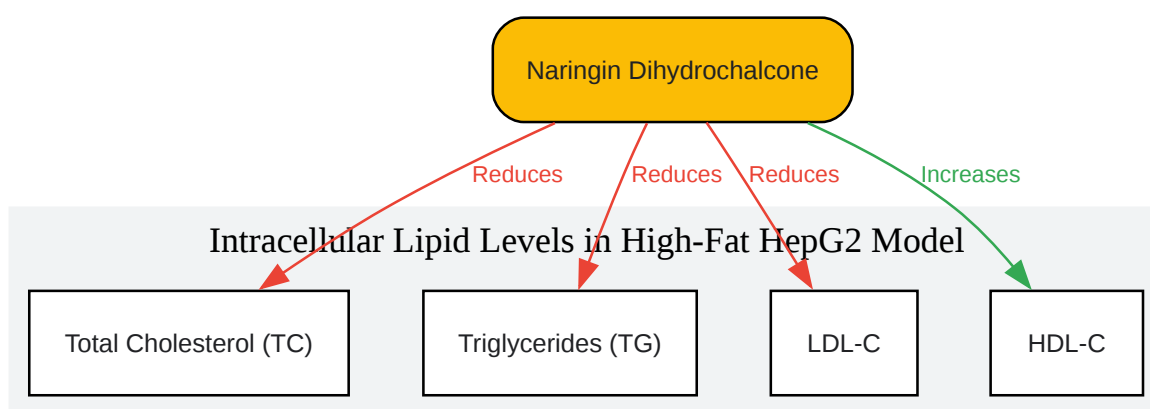 Naringin Dihydrochalcone
Reduces
Reduces
Reduces
Increases
Intracellular Lipid Levels in High-Fat HepG2 Model
Total Cholesterol (TC)
Triglycerides (TG)
LDL-C
HDL-C